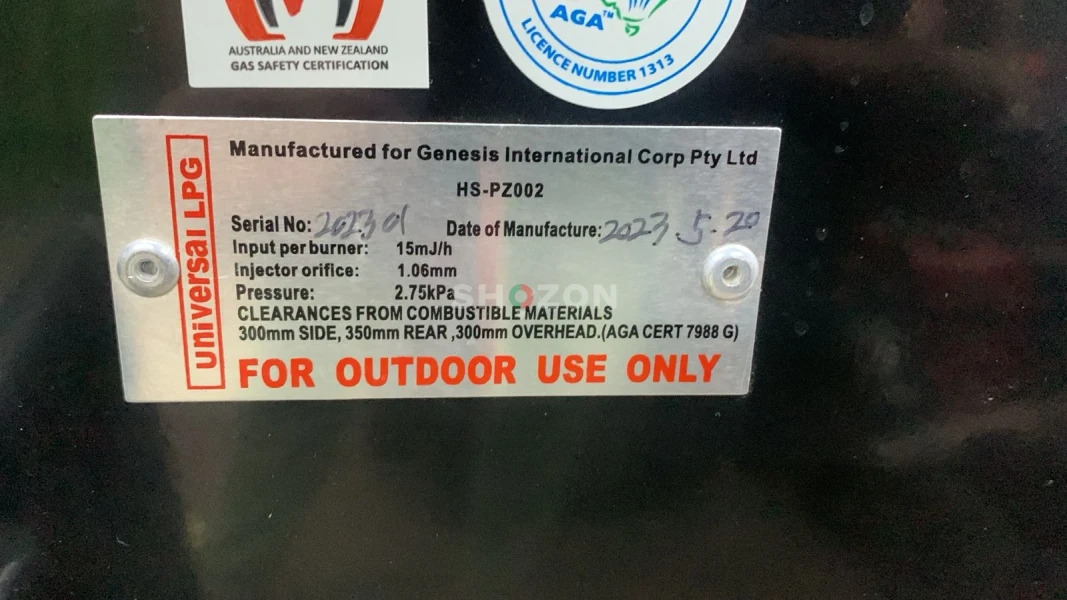 AUSTRALIA AND NEW ZEALAND
GAS SAFETY CERTIFICATION
AGA™
LICENCE NUMBER 1313
Universal LPG
Manufactured for Genesis International Corp Pty Ltd
HS-PZ002
Serial No: 202301 Date of Manufacture: 2023.5.20
Input per burner: 15mJ/h
Injector orifice: 1.06mm
Pressure: 2.75kPa
SHOZON
CLEARANCES FROM COMBUSTIBLE MATERIALS
300mm SIDE, 350mm REAR ,300mm OVERHEAD.(AGA CERT 7988 G)
FOR OUTDOOR USE ONLY